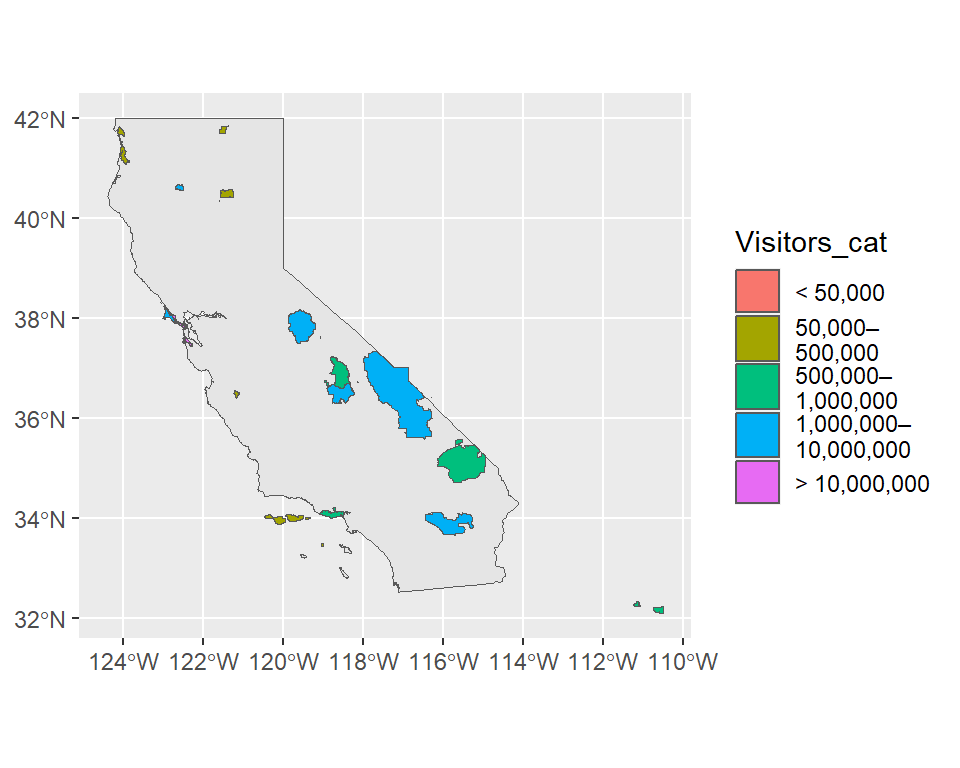 42°N
40°N
38°N
36°N
34°N
32°N
124°W 122°W 120°W 118°W 116°W 114°W 112°W 110°W
Visitors_cat
< 50,000
50,000–
500,000
500,000–
1,000,000
1,000,000–
10,000,000
> 10,000,000